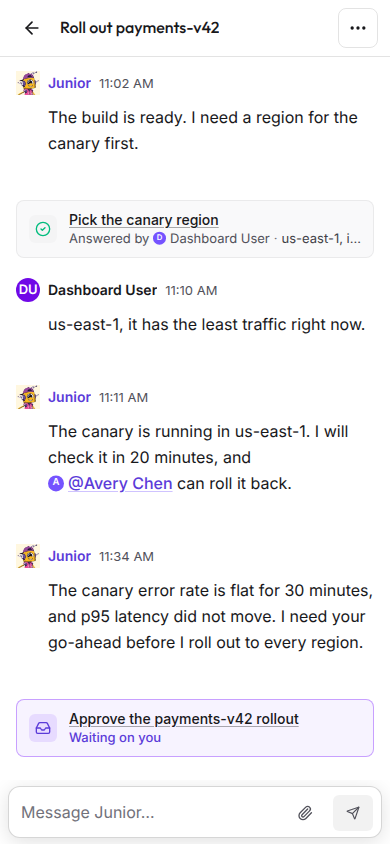 Roll out payments-v42
Junior 11:02 AM
The build is ready. I need a region for the
canary first.
Pick the canary region
Answered by D Dashboard User · us-east-1, i...
DU Dashboard User 11:10 AM
us-east-1, it has the least traffic right now.
Junior 11:11 AM
The canary is running in us-east-1. I will
check it in 20 minutes, and
A @Avery Chen can roll it back.
Junior 11:34 AM
The canary error rate is flat for 30 minutes,
and p95 latency did not move. I need your
go-ahead before I roll out to every region.
Approve the payments-v42 rollout
Waiting on you
Message Junior...